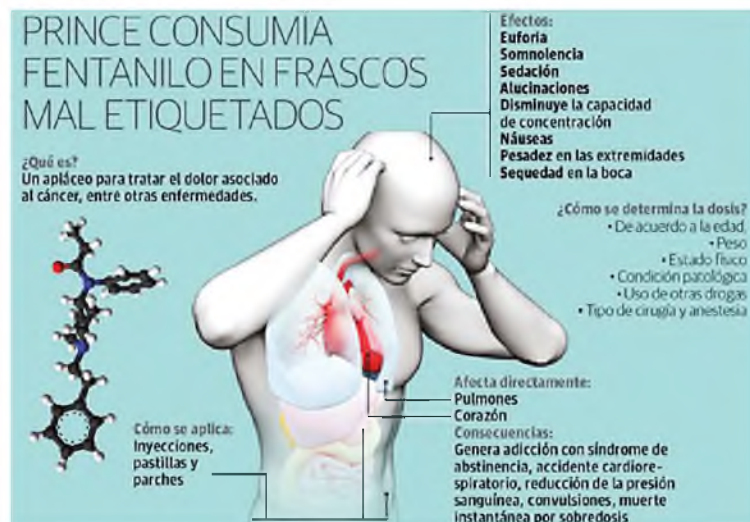 PRINCE CONSUMIA
FENTANILO EN FRASCOS
MAL ETIQUETADOS
¿Qué es?
Un apláceo para tratar el dolor asociado
al cáncer, entre otras enfermedades.
Efectos:
Euforia
Somnolencia
Sedación
Alucinaciones
Disminuye la capacidad
de concentración
Náuseas
Pesadez en las extremidades
Sequedad en la boca
¿Cómo se determina la dosis?
• De acuerdo a la edad,
• Peso
• Estado físico
• Condición patológica
• Uso de otras drogas
• Tipo de cirugía y anestesia
Afecta directamente:
Pulmones
Corazón
Cómo se aplica:
Inyecciones,
pastillas y
parches
Consecuencias:
Genera adicción con síndrome de
abstinencia, accidente cardiore-
spiratorio, reducción de la presión
sanguínea, convulsiones, muerte
instantánea por sobredosis